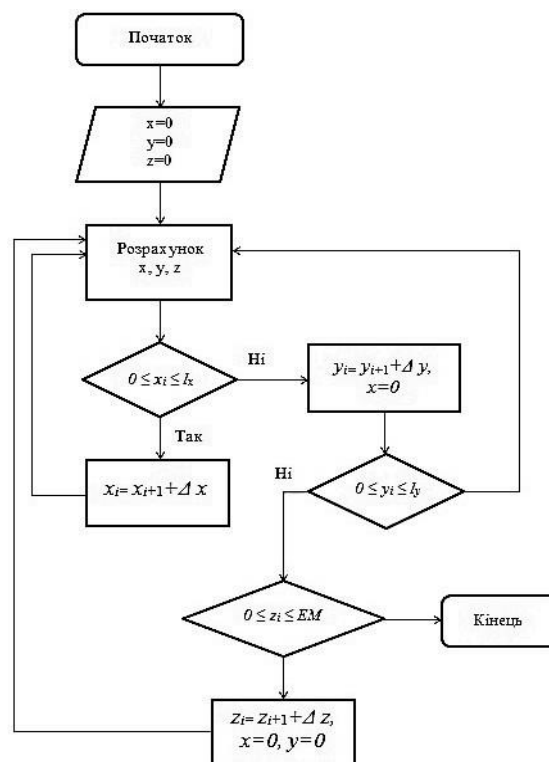 Початок
x=0
y=0
z=0
Розрахунок
x, y, z
0 ≤ xᵢ ≤ lₓ
Ні
yᵢ= yᵢ₊₁+Δ y,
x=0
Так
xᵢ= xᵢ₊₁+Δ x
Ні
0 ≤ yᵢ ≤ l_y
0 ≤ zᵢ ≤ EM
Кінець
zᵢ= zᵢ₊₁+Δ z,
x=0, y=0